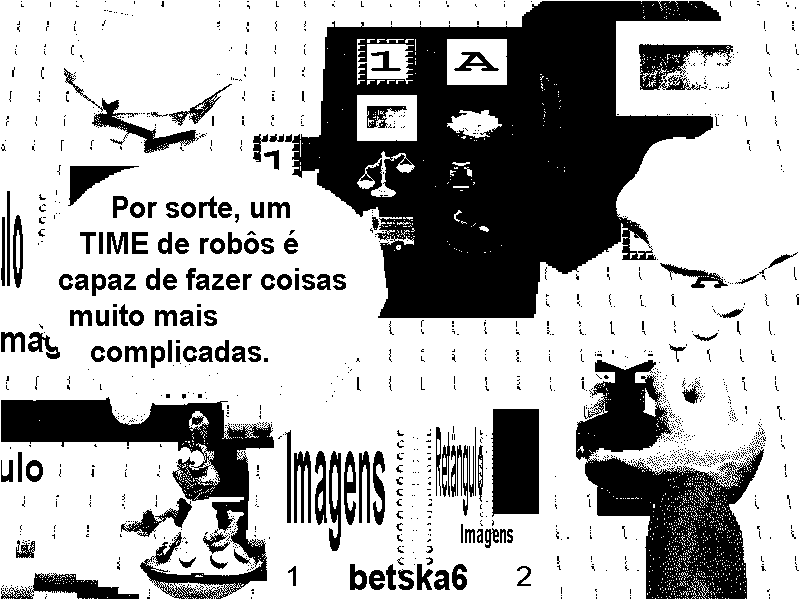 1 A
1
Por sorte, um
TIME de robôs é
capaz de fazer coisas
muito mais
complicadas.
ulo
Imag
A
ulo
Imagens
Retângulo
Imagens
1 betska6 2